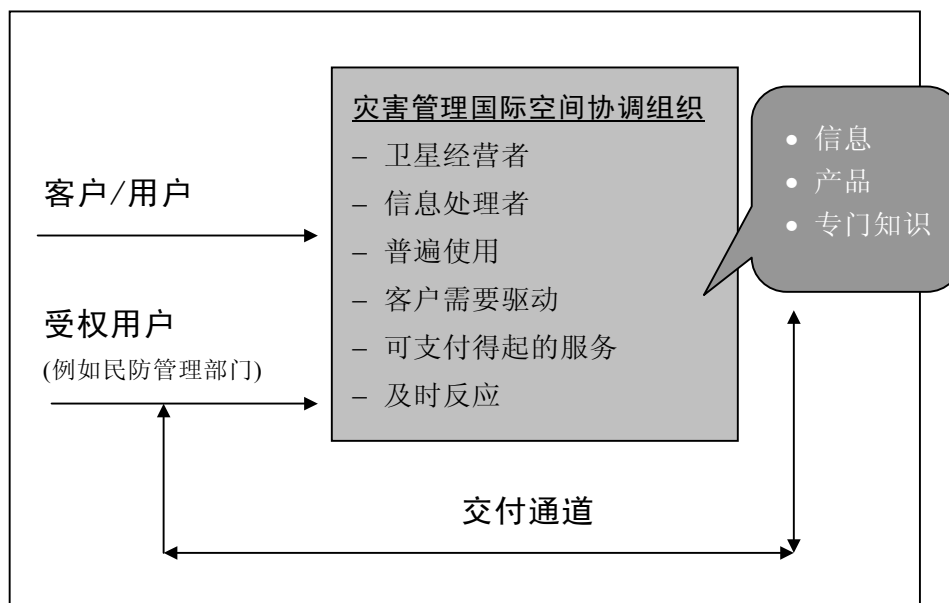 灾害管理国际空间协调组织
– 卫星经营者
– 信息处理者
– 普遍使用
– 客户需要驱动
– 可支付得起的服务
– 及时反应
• 信息
• 产品
• 专门知识
客户/用户
受权用户
(例如民防管理部门)
交付通道